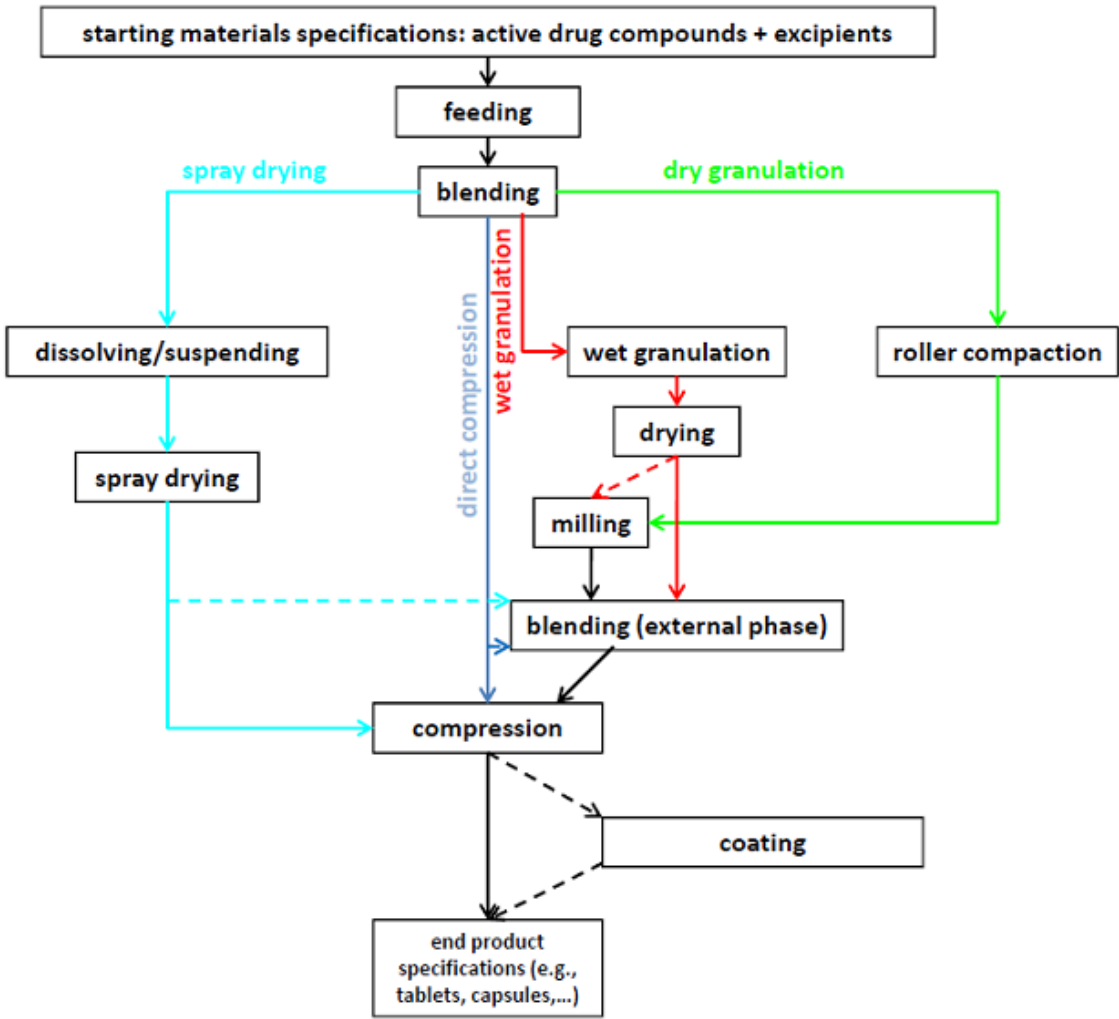 starting materials specifications: active drug compounds + excipients
feeding
spray drying
dry granulation
blending
direct compression
wet granulation
dissolving/suspending
wet granulation
roller compaction
drying
spray drying
milling
blending (external phase)
compression
coating
end product
specifications (e.g.,
tablets, capsules,...)